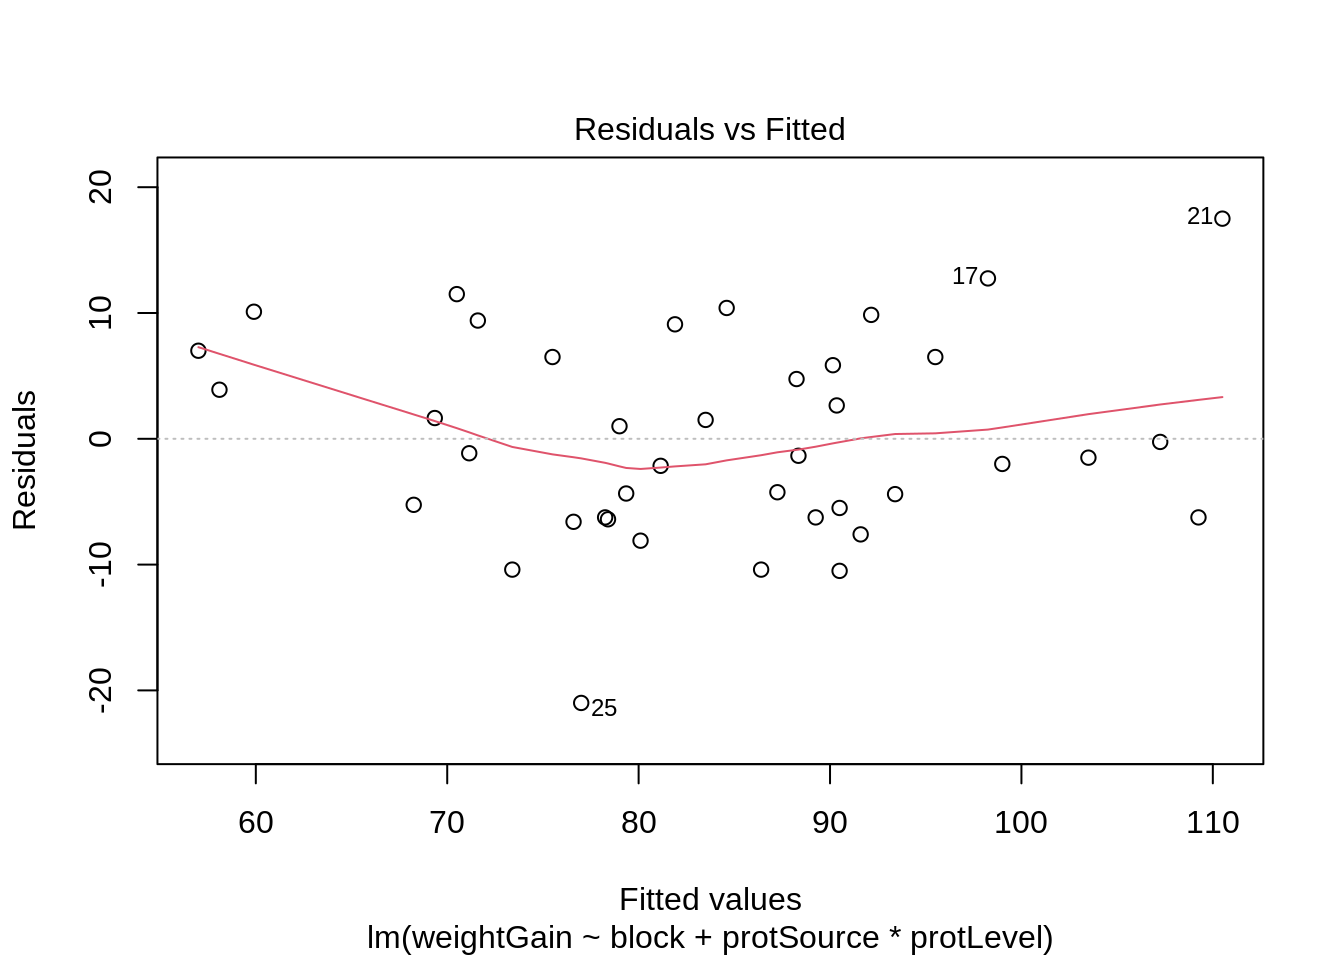 Residuals vs Fitted
20
10
0
-10
-20
Residuals
21
17
25
60 70 80 90 100 110
Fitted values
lm(weightGain ~ block + protSource * protLevel)